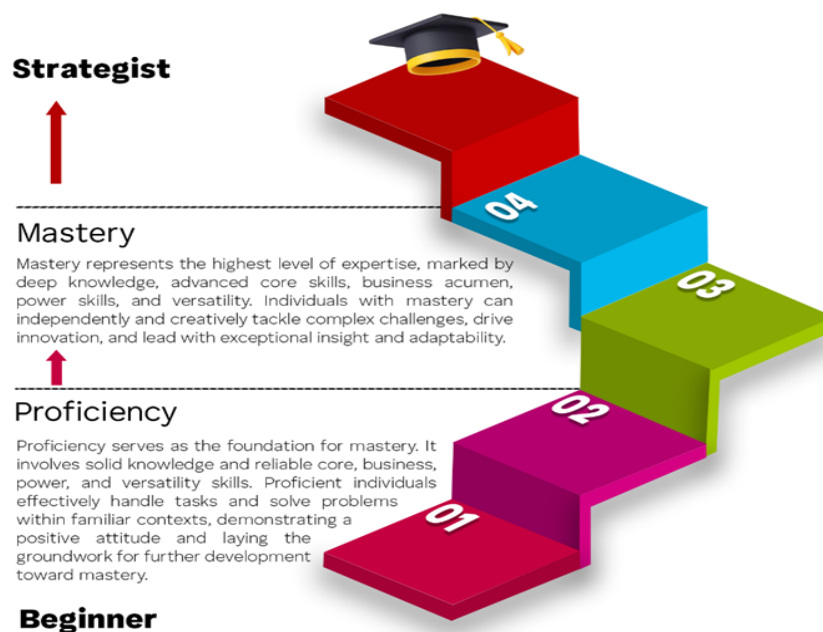 Strategist
04
Mastery
Mastery represents the highest level of expertise, marked by
deep knowledge, advanced core skills, business acumen,
power skills, and versatility. Individuals with mastery can
independently and creatively tackle complex challenges, drive
innovation, and lead with exceptional insight and adaptability.
03
Proficiency
02
Proficiency serves as the foundation for mastery. It
involves solid knowledge and reliable core, business,
power, and versatility skills. Proficient individuals
effectively handle tasks and solve problems
within familiar contexts, demonstrating a
positive attitude and laying the
groundwork for further development
toward mastery.
01
Beginner